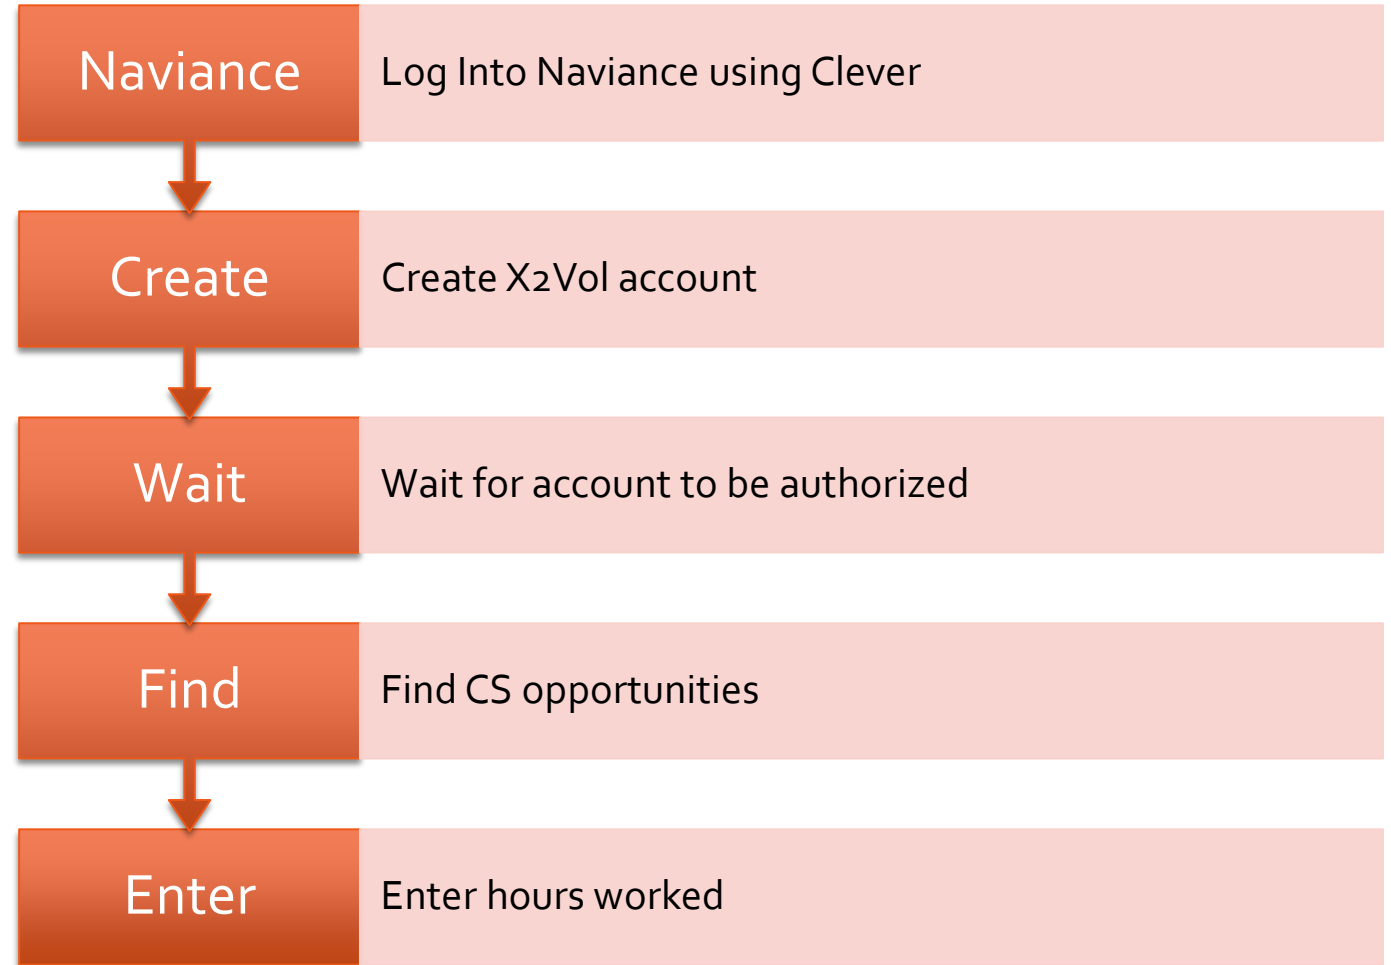 Naviance
Log Into Naviance using Clever
Create
Create X2Vol account
Wait
Wait for account to be authorized
Find
Find CS opportunities
Enter
Enter hours worked